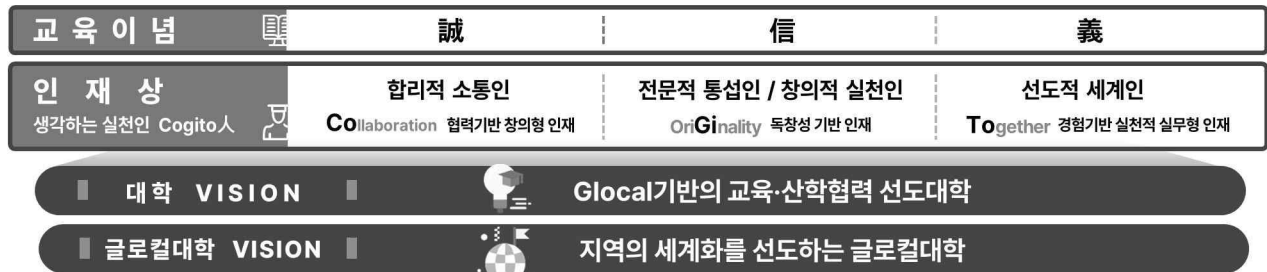 교육이념 誠 信 義
인재상 합리적 소통인 전문적 통섭인 / 창의적 실천인 선도적 세계인
생각하는 실천인 Cogito人 Collaboration 협력기반 창의형 인재 OriGinality 독창성 기반 인재 Together 경험기반 실천적 실무형 인재
대학 VISION Glocal기반의 교육·산학협력 선도대학
글로컬대학 VISION 지역의 세계화를 선도하는 글로컬대학